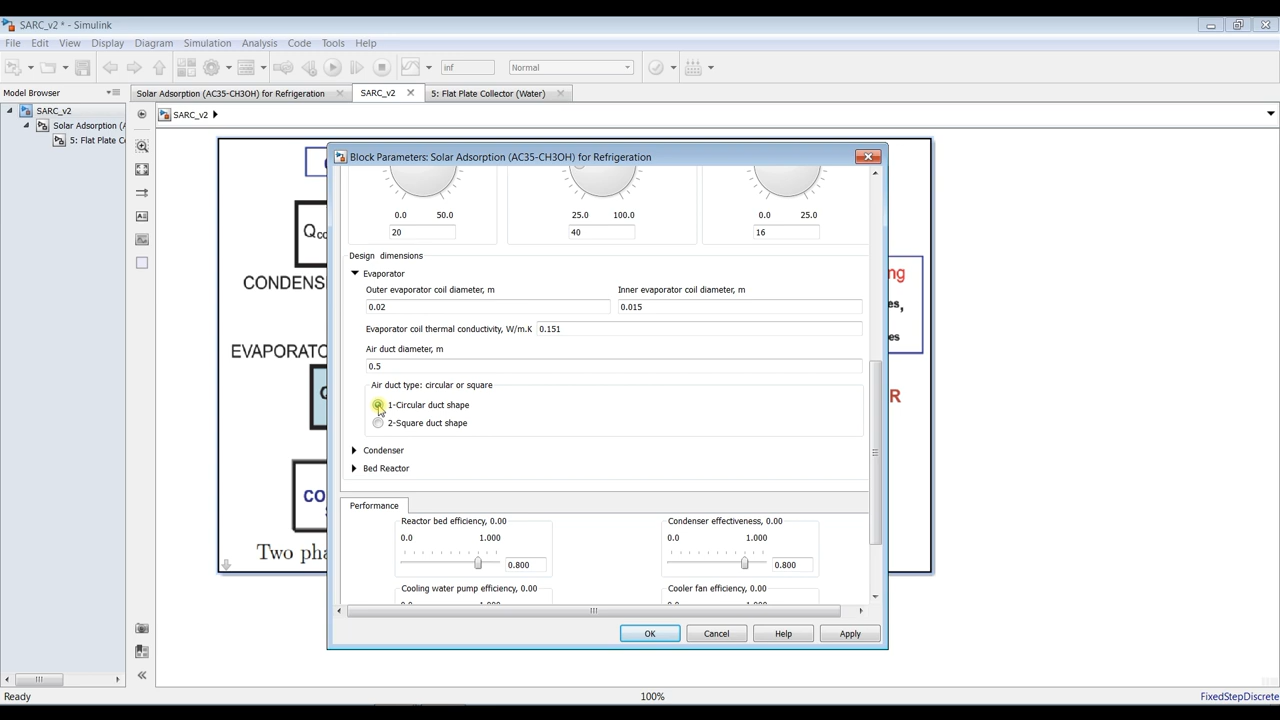 SARC_v2 * - Simulink
File Edit View Display Diagram Simulation Analysis Code Tools Help
inf Normal
Model Browser Solar Adsorption (AC35-CH3OH) for Refrigeration SARC_v2 5: Flat Plate Collector (Water)
SARC_v2 SARC_v2
Solar Adsorption (A
5: Flat Plate C
Block Parameters: Solar Adsorption (AC35-CH3OH) for Refrigeration
0.0 50.0 25.0 100.0 0.0 25.0
20 40 16
Design dimensions
Evaporator
Outer evaporator coil diameter, m Inner evaporator coil diameter, m
0.02 0.015
Evaporator coil thermal conductivity, W/m.K 0.151
Air duct diameter, m
0.5
Air duct type: circular or square
1-Circular duct shape
2-Square duct shape
Condenser
Bed Reactor
Performance
Reactor bed efficiency, 0.00 Condenser effectiveness, 0.00
0.0 1.000 0.0 1.000
0.800 0.800
Cooling water pump efficiency, 0.00 Cooler fan efficiency, 0.00
OK Cancel Help Apply
CONDENS
EVAPORATO
CO
Two pha
ng
es,
es
R
Ready 100% FixedStepDiscrete